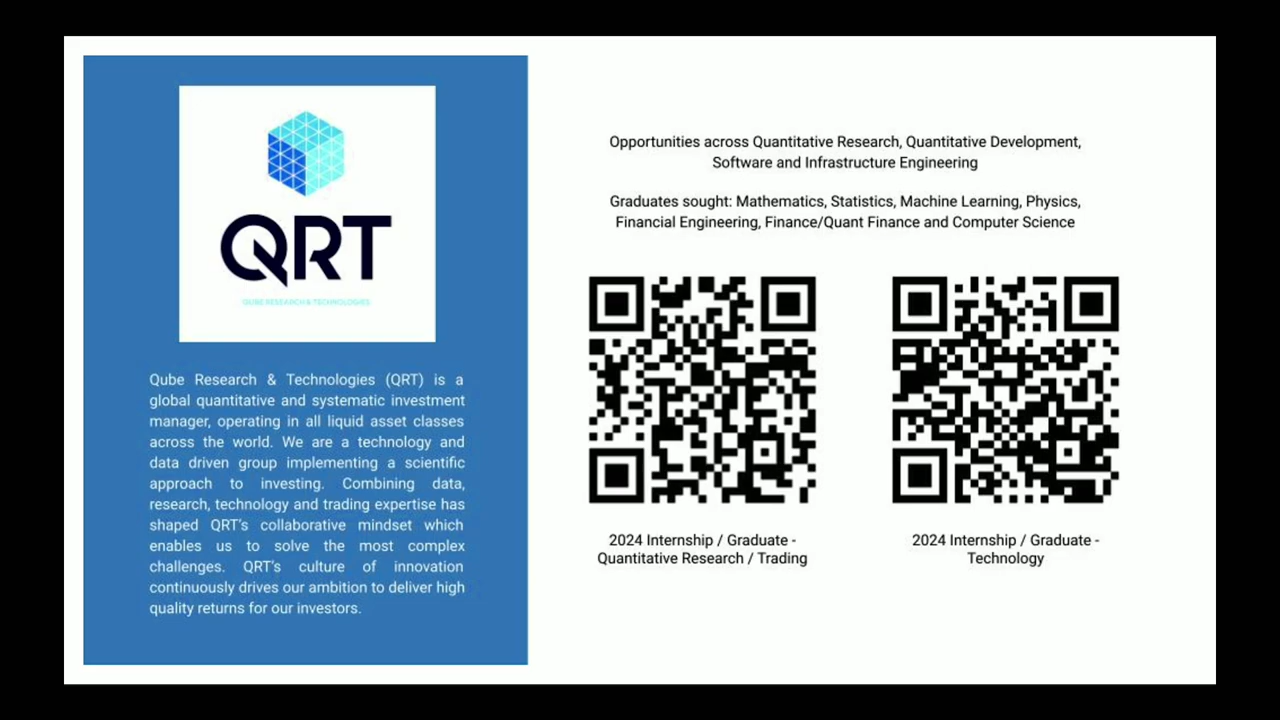 QRT
QUBE RESEARCH & TECHNOLOGIES
Qube Research & Technologies (QRT) is a
global quantitative and systematic investment
manager, operating in all liquid asset classes
across the world. We are a technology and
data driven group implementing a scientific
approach to investing. Combining data,
research, technology and trading expertise has
shaped QRT's collaborative mindset which
enables us to solve the most complex
challenges. QRT's culture of innovation
continuously drives our ambition to deliver high
quality returns for our investors.
Opportunities across Quantitative Research, Quantitative Development,
Software and Infrastructure Engineering
Graduates sought: Mathematics, Statistics, Machine Learning, Physics,
Financial Engineering, Finance/Quant Finance and Computer Science
2024 Internship / Graduate -
Quantitative Research / Trading
2024 Internship / Graduate -
Technology